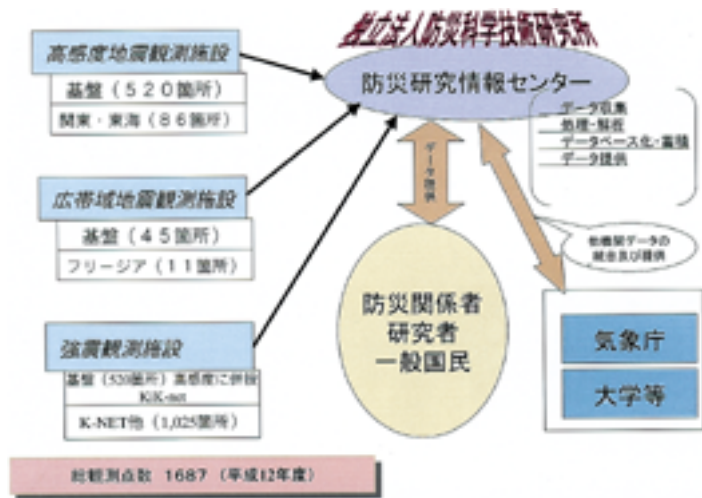 独立法人防災科学技術研究所
防災研究情報センター
データ収集
処理・解析
データベース化・蓄積
データ提供
高感度地震観測施設
基盤(520箇所)
関東・東海(86箇所)
広帯域地震観測施設
基盤(45箇所)
フリージア(11箇所)
強震観測施設
基盤(520箇所)高感度に併設
KiK-net
K-NET他(1,025箇所)
データ提供
他機関データの
統合及び提供
防災関係者
研究者
一般国民
気象庁
大学等
総観測点数 1687 (平成12年度)